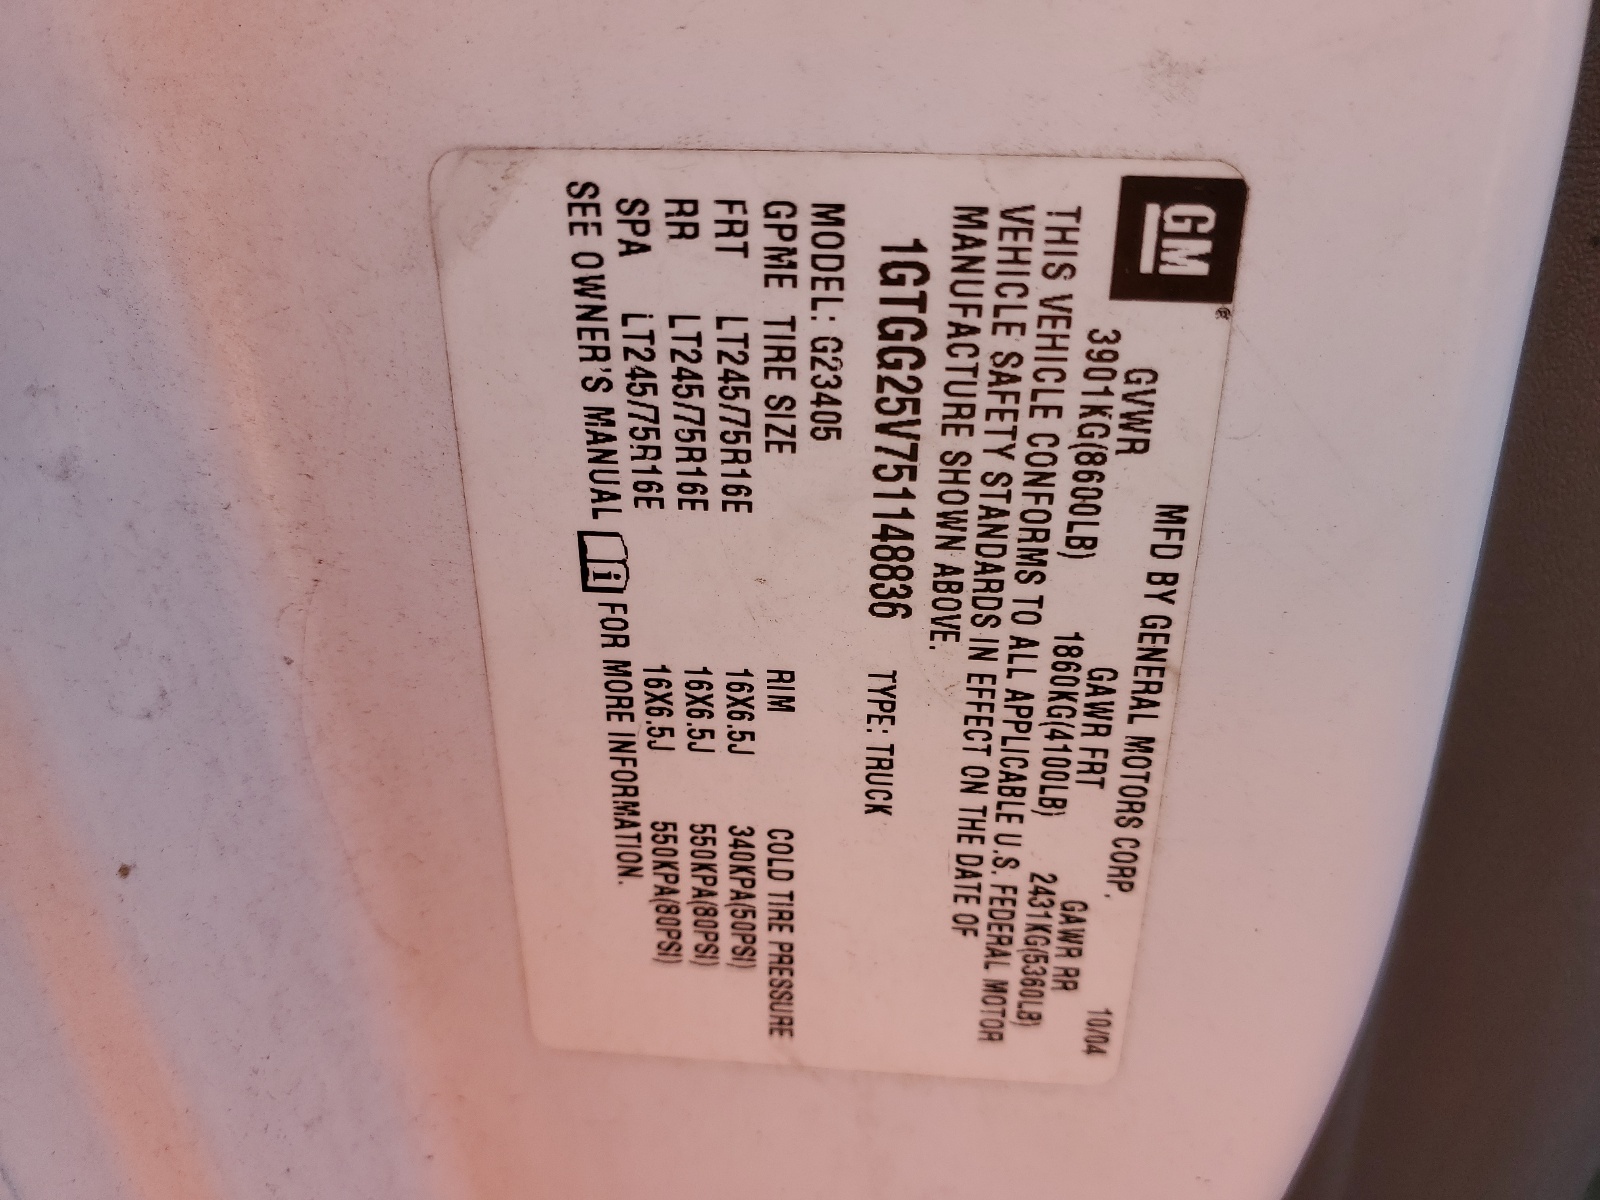 GM ®
MFD BY GENERAL MOTORS CORP.
10/04
GVWR GAWR FRT GAWR RR
3901KG(8600LB) 1860KG(4100LB) 2431KG(5360LB)
THIS VEHICLE CONFORMS TO ALL APPLICABLE U.S. FEDERAL MOTOR
VEHICLE SAFETY STANDARDS IN EFFECT ON THE DATE OF
MANUFACTURE SHOWN ABOVE.
1GTGG25V751148836 TYPE: TRUCK
MODEL: G23405
GPME TIRE SIZE RIM COLD TIRE PRESSURE
FRT LT245/75R16E 16X6.5J 340KPA(50PSI)
RR LT245/75R16E 16X6.5J 550KPA(80PSI)
SPA LT245/75R16E 16X6.5J 550KPA(80PSI)
SEE OWNER'S MANUAL i FOR MORE INFORMATION.